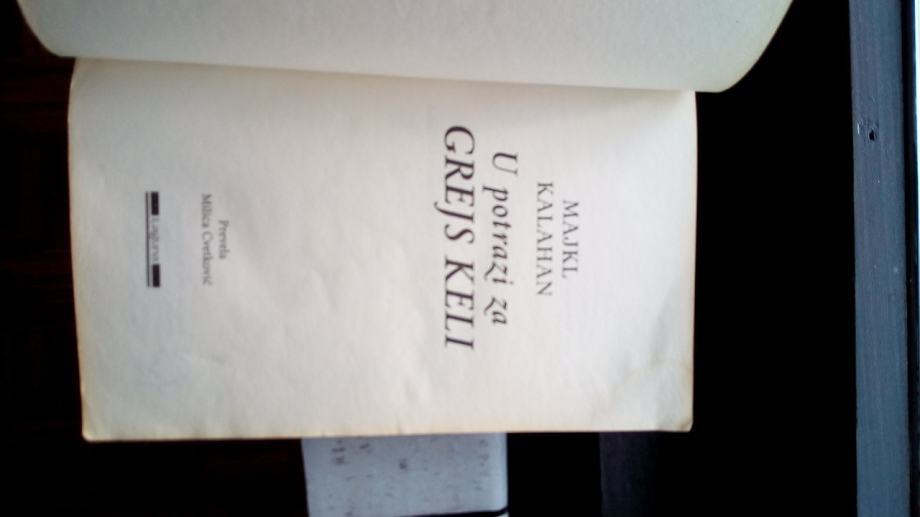 MAJKL
KALAHAN
U potrazi za
GREJS KELI
Prevela
Milica Cvetković
Laguna